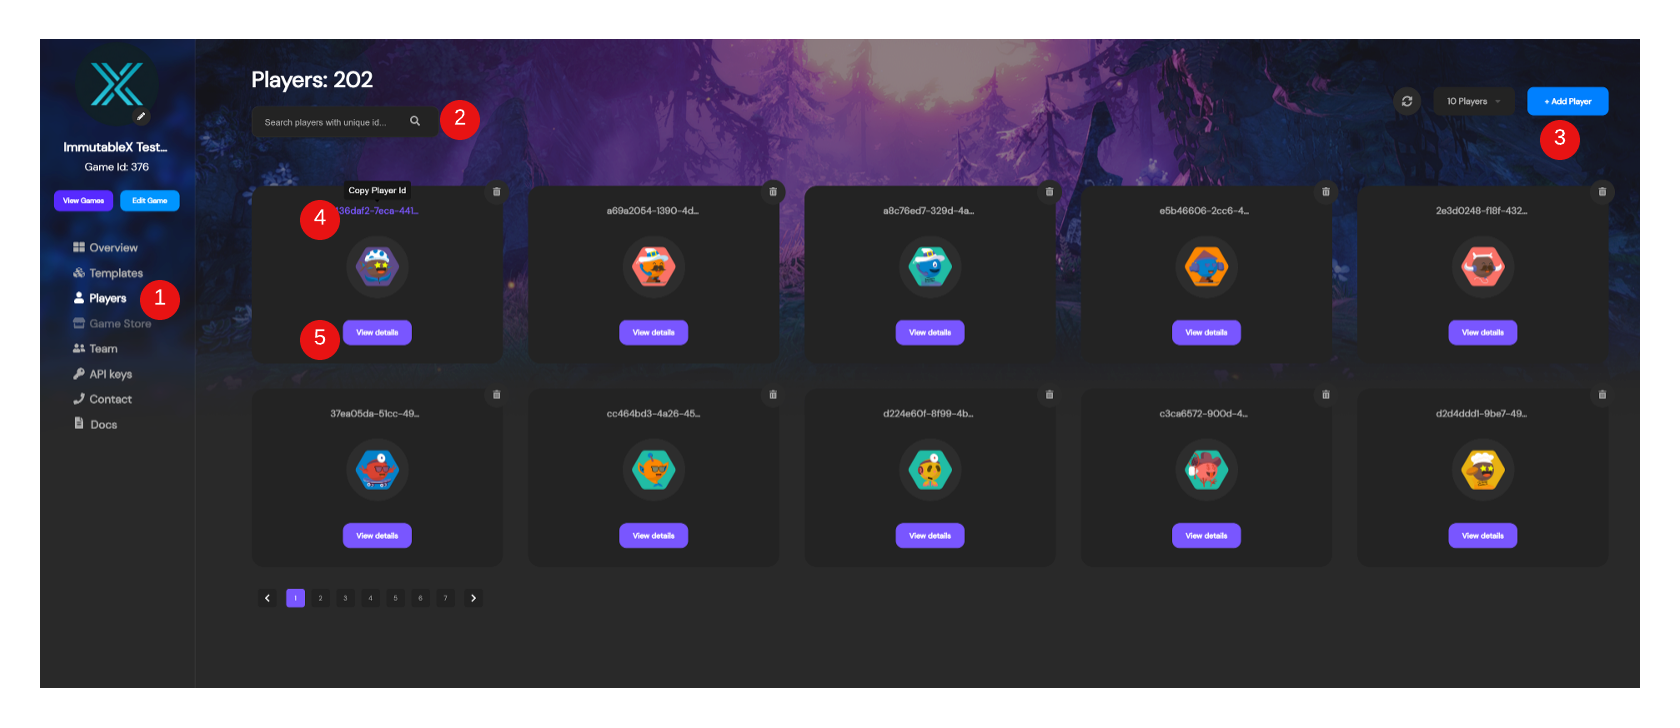 Players: 202
Search players with unique id...
2
10 Players
+ Add Player
3
ImmutableX Test...
Game Id: 376
View Games
Edit Game
Overview
Templates
Players
1
Game Store
Team
API keys
Contact
Docs
Copy Player Id
4
36daf2-7eca-441...
a69a2054-1390-4d...
a8c76ed7-329d-4a...
e5b46606-2cc6-4...
2e3d0248-f18f-432...
5
View details
View details
View details
View details
View details
37ea05da-51cc-49...
cc464bd3-4a26-45...
d224e60f-8f99-4b...
c3ca6572-900d-4...
d2d4ddd1-9be7-49...
View details
View details
View details
View details
View details
1 2 3 4 5 6 7